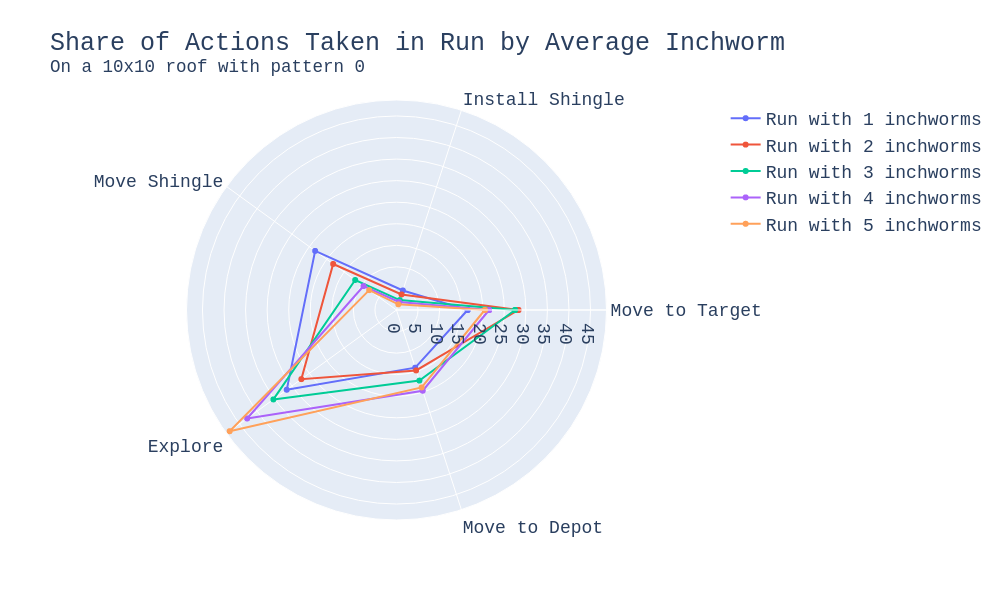 Share of Actions Taken in Run by Average Inchworm
On a 10x10 roof with pattern 0
Install Shingle
Run with 1 inchworms
Run with 2 inchworms
Run with 3 inchworms
Run with 4 inchworms
Run with 5 inchworms
Move Shingle
Move to Target
0
5
10
15
20
25
30
35
40
45
Explore
Move to Depot